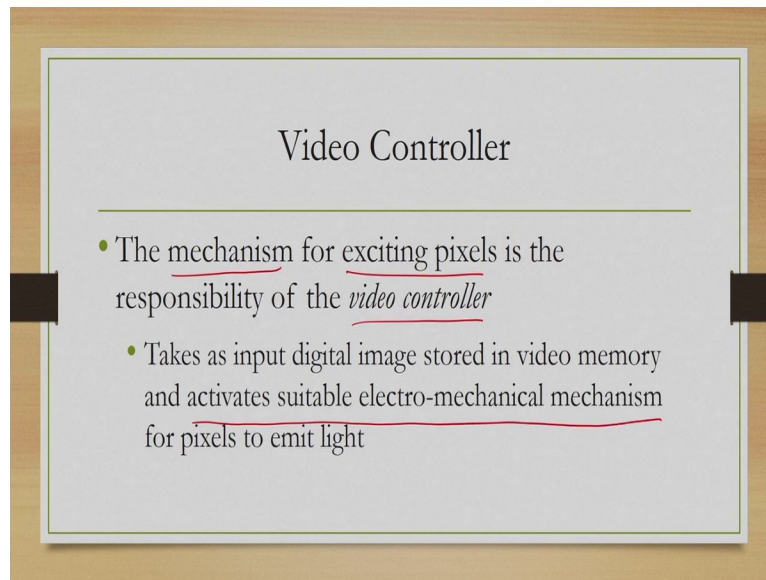 Video Controller
• The mechanism for exciting pixels is the
responsibility of the video controller
• Takes as input digital image stored in video memory
and activates suitable electro-mechanical mechanism
for pixels to emit light